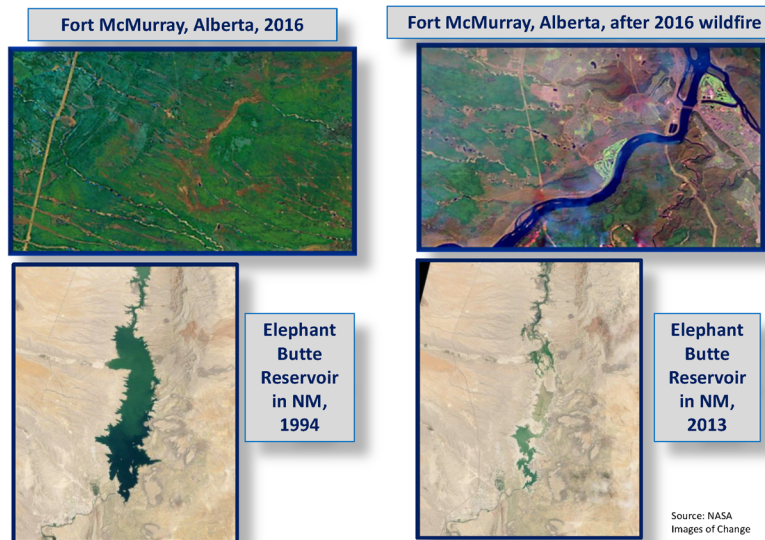 Fort McMurray, Alberta, 2016
Fort McMurray, Alberta, after 2016 wildfire
Elephant
Butte
Reservoir
in NM,
1994
Elephant
Butte
Reservoir
in NM,
2013
Source: NASA
Images of Change